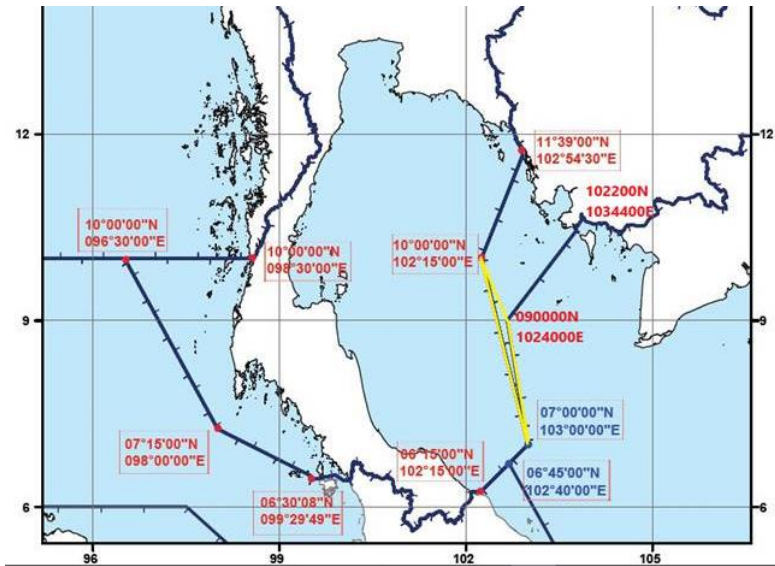 12
12
11°39'00"N
102°54'30"E
102200N
1034400E
10°00'00"N
096°30'00"E
10°00'00"N
098°30'00"E
10°00'00"N
102°15'00"E
9
9
090000N
1024000E
07°00'00"N
103°00'00"E
07°15'00"N
098°00'00"E
06°15'00"N
102°15'00"E
06°45'00"N
102°40'00"E
06°30'08"N
099°29'49"E
6
6
96
99
102
105